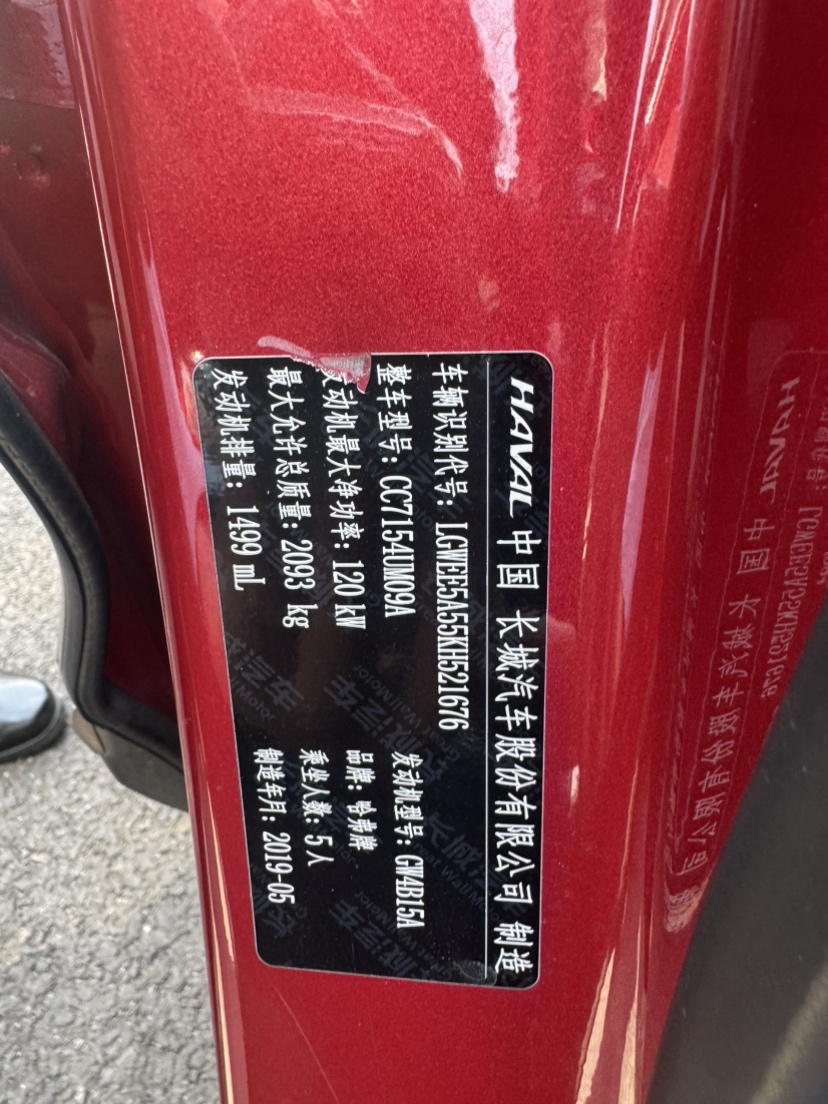 HAVAL 中国 长城汽车股份有限公司 制造
车辆识别代号：LGWEE5A55KH521676
整车型号：CC7154UM09A 发动机型号：GW4B15A
发动机最大净功率：120 kW 品牌：哈弗牌
最大允许总质量：2093 kg 乘坐人数：5人
发动机排量：1499 mL 制造年月：2019-05